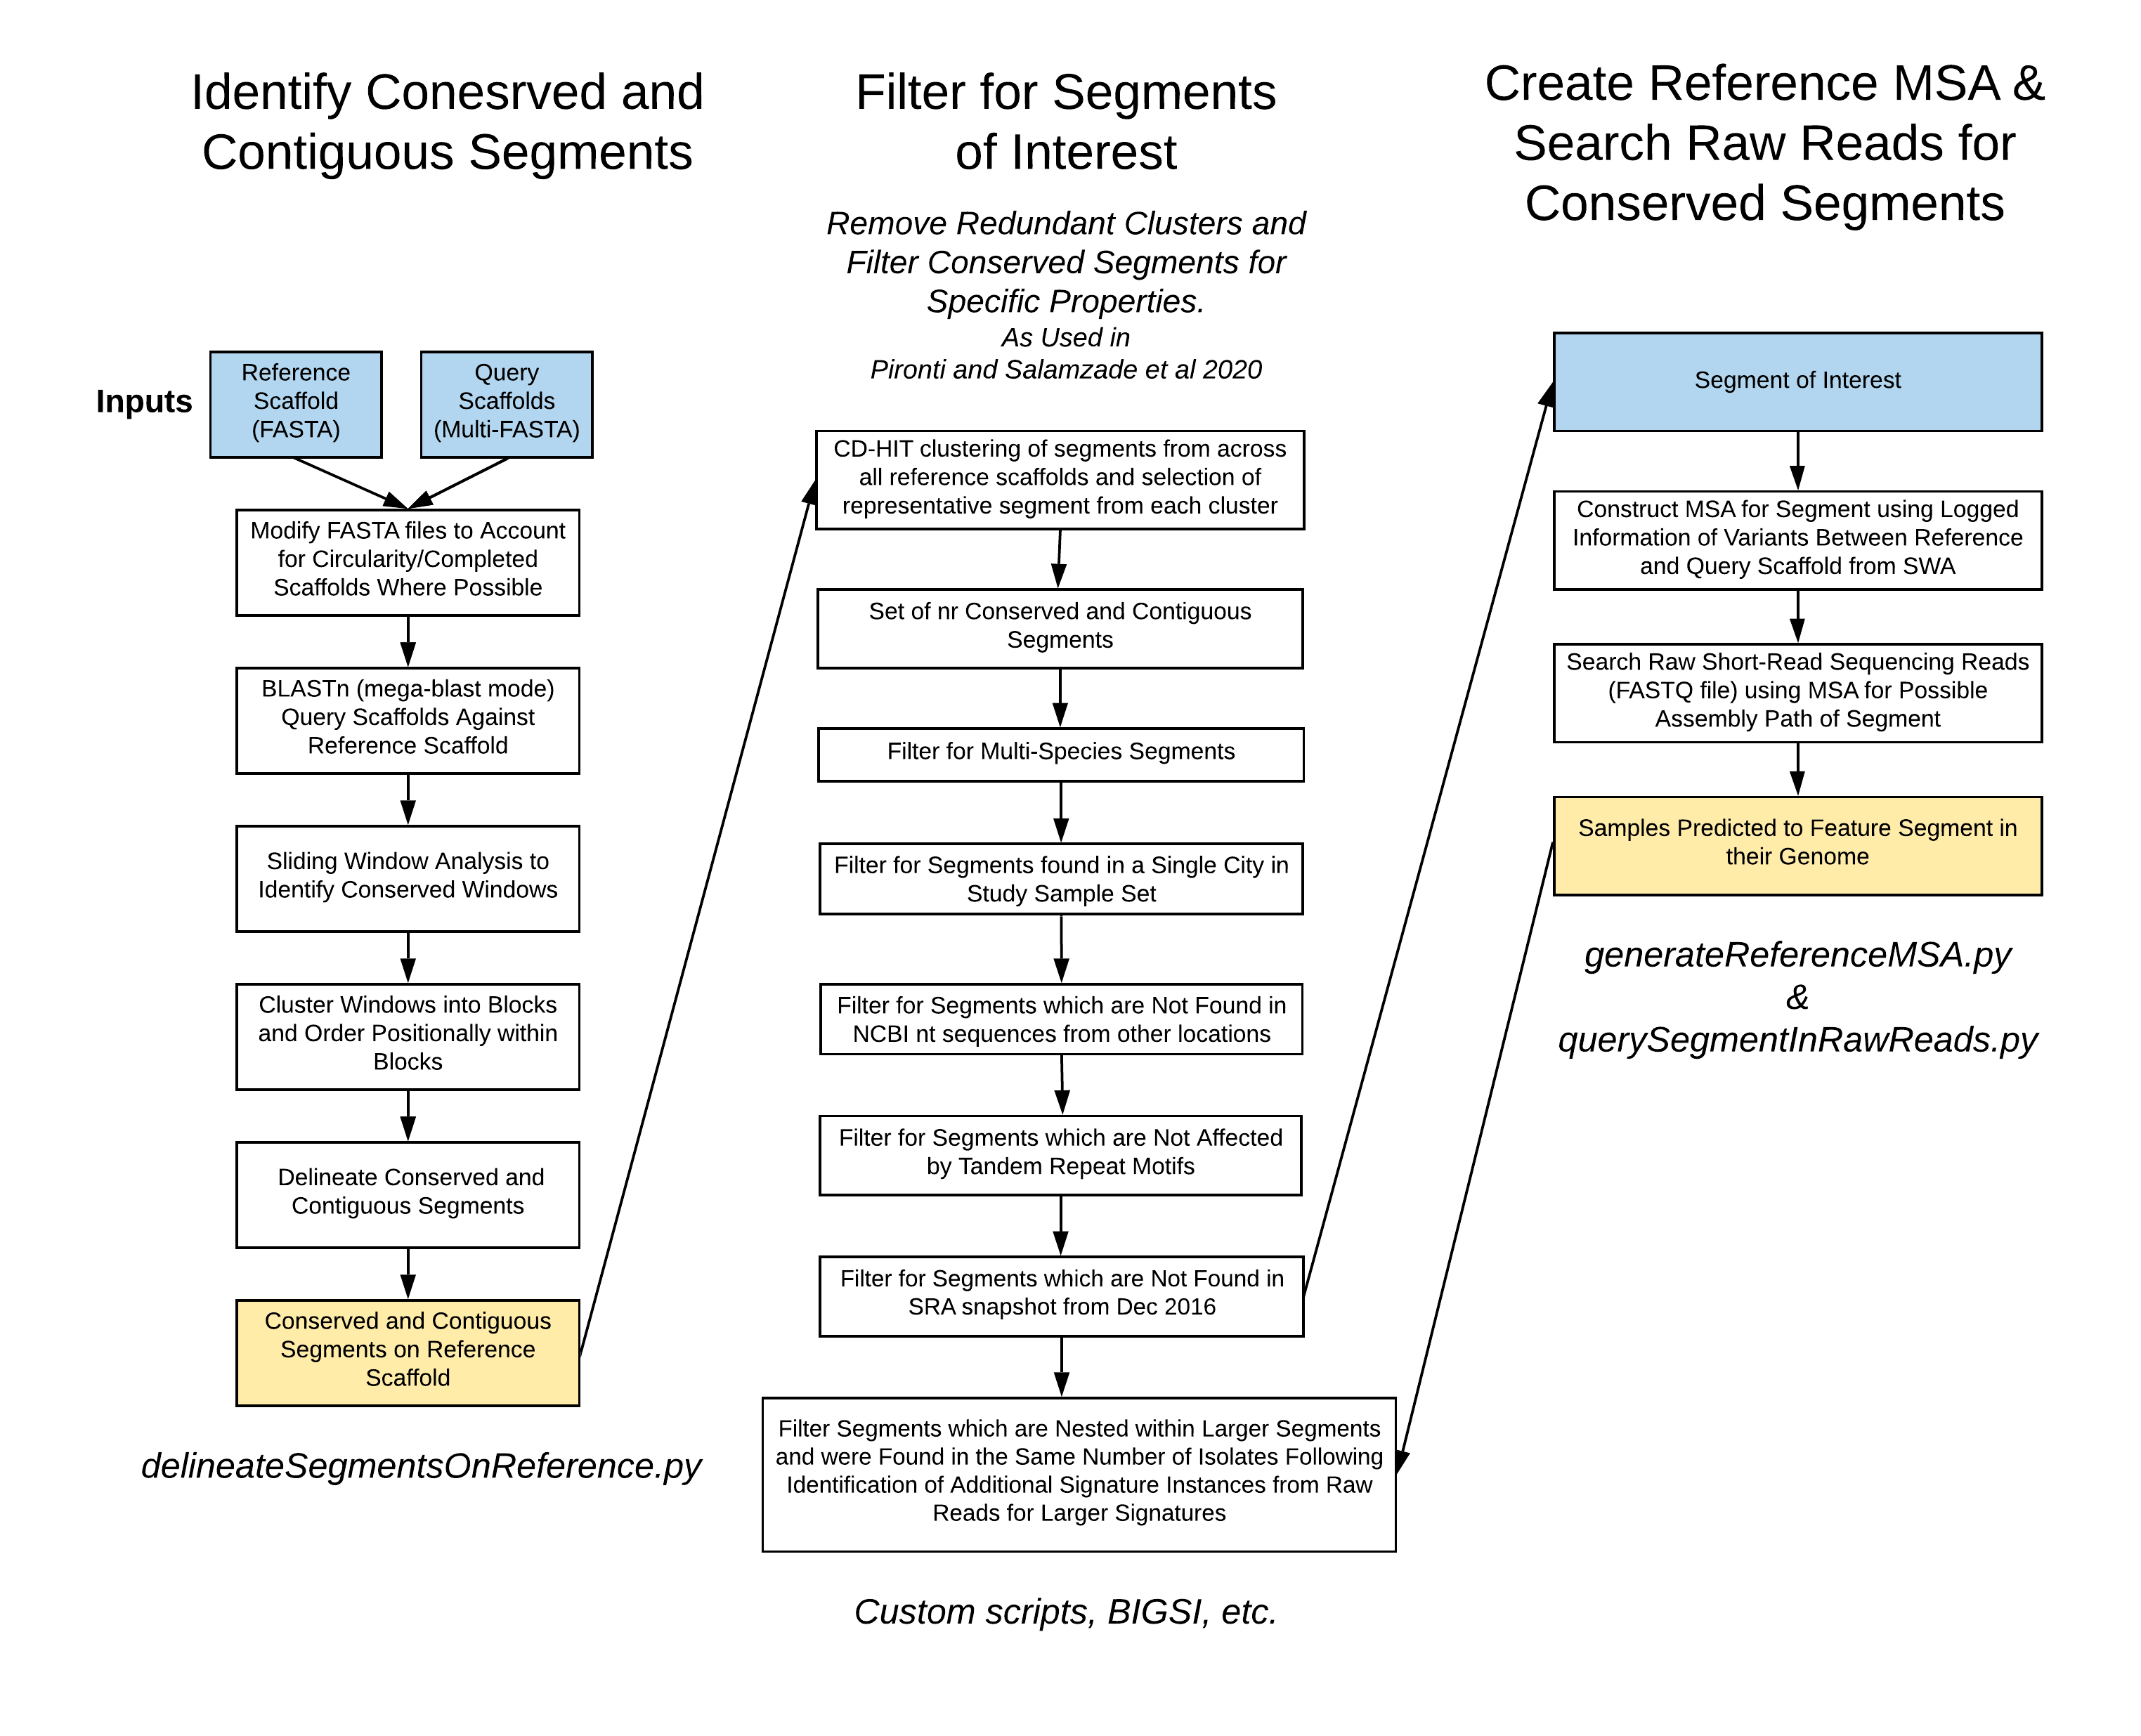 Identify Conesrved and
Contiguous Segments
Inputs
Reference
Scaffold
(FASTA)
Query
Scaffolds
(Multi-FASTA)
Modify FASTA files to Account
for Circularity/Completed
Scaffolds Where Possible
BLASTn (mega-blast mode)
Query Scaffolds Against
Reference Scaffold
Sliding Window Analysis to
Identify Conserved Windows
Cluster Windows into Blocks
and Order Positionally within
Blocks
Delineate Conserved and
Contiguous Segments
Conserved and Contiguous
Segments on Reference
Scaffold
delineateSegmentsOnReference.py
Filter for Segments
of Interest
Remove Redundant Clusters and
Filter Conserved Segments for
Specific Properties.
As Used in
Pironti and Salamzade et al 2020
CD-HIT clustering of segments from across
all reference scaffolds and selection of
representative segment from each cluster
Set of nr Conserved and Contiguous
Segments
Filter for Multi-Species Segments
Filter for Segments found in a Single City in
Study Sample Set
Filter for Segments which are Not Found in
NCBI nt sequences from other locations
Filter for Segments which are Not Affected
by Tandem Repeat Motifs
Filter for Segments which are Not Found in
SRA snapshot from Dec 2016
Filter Segments which are Nested within Larger Segments
and were Found in the Same Number of Isolates Following
Identification of Additional Signature Instances from Raw
Reads for Larger Signatures
Custom scripts, BIGSI, etc.
Create Reference MSA &
Search Raw Reads for
Conserved Segments
Segment of Interest
Construct MSA for Segment using Logged
Information of Variants Between Reference
and Query Scaffold from SWA
Search Raw Short-Read Sequencing Reads
(FASTQ file) using MSA for Possible
Assembly Path of Segment
Samples Predicted to Feature Segment in
their Genome
generateReferenceMSA.py
&
querySegmentInRawReads.py